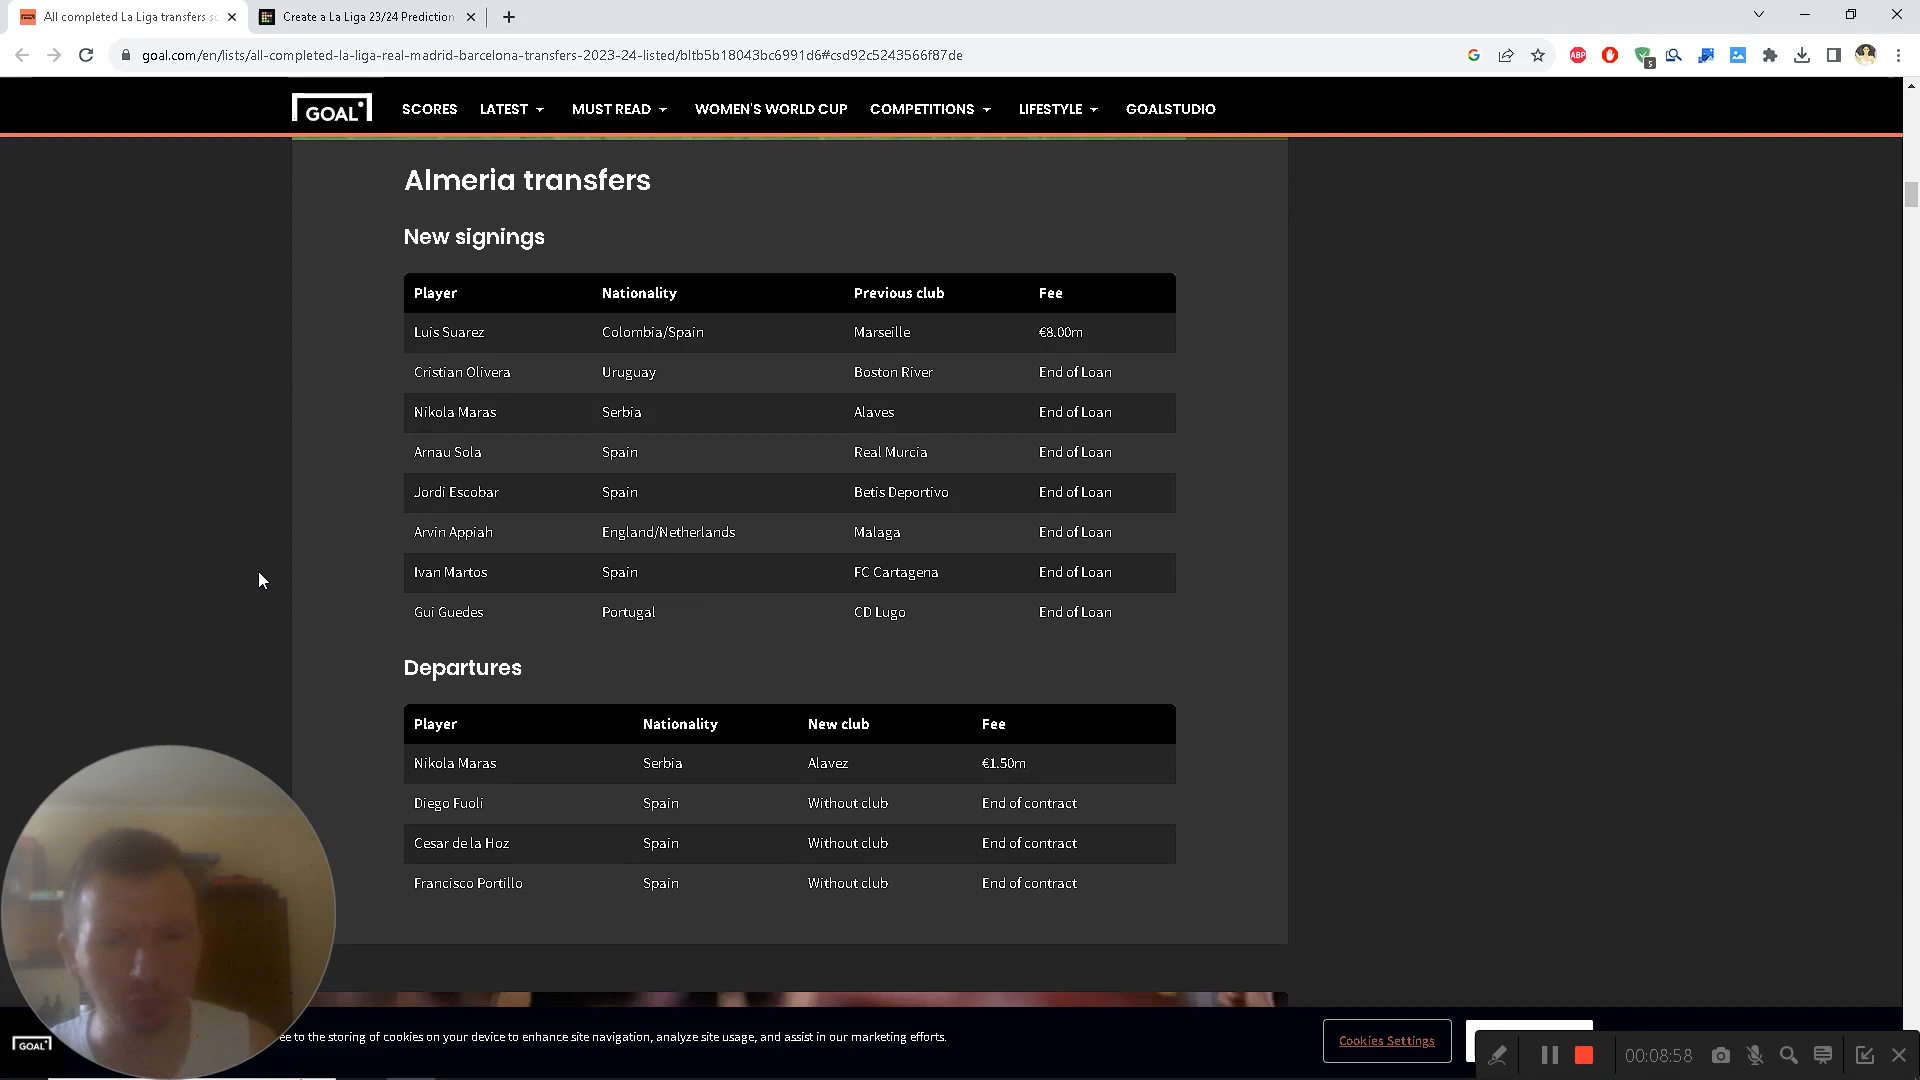 All completed La Liga transfers
Create a La Liga 23/24 Prediction
goal.com/en/lists/all-completed-la-liga-real-madrid-barcelona-transfers-2023-24-listed/bltb5b18043bc6991d6#csd92c5243566f87de
GOAL SCORES LATEST MUST READ WOMEN'S WORLD CUP COMPETITIONS LIFESTYLE GOALSTUDIO
Almeria transfers
New signings
Player Nationality Previous club Fee
Luis Suarez Colombia/Spain Marseille €8.00m
Cristian Olivera Uruguay Boston River End of Loan
Nikola Maras Serbia Alaves End of Loan
Arnau Sola Spain Real Murcia End of Loan
Jordi Escobar Spain Betis Deportivo End of Loan
Arvin Appiah England/Netherlands Malaga End of Loan
Ivan Martos Spain FC Cartagena End of Loan
Gui Guedes Portugal CD Lugo End of Loan
Departures
Player Nationality New club Fee
Nikola Maras Serbia Alavez €1.50m
Diego Fuoli Spain Without club End of contract
Cesar de la Hoz Spain Without club End of contract
Francisco Portillo Spain Without club End of contract
GOAL ee to the storing of cookies on your device to enhance site navigation, analyze site usage, and assist in our marketing efforts.
Cookies Settings
00:08:58